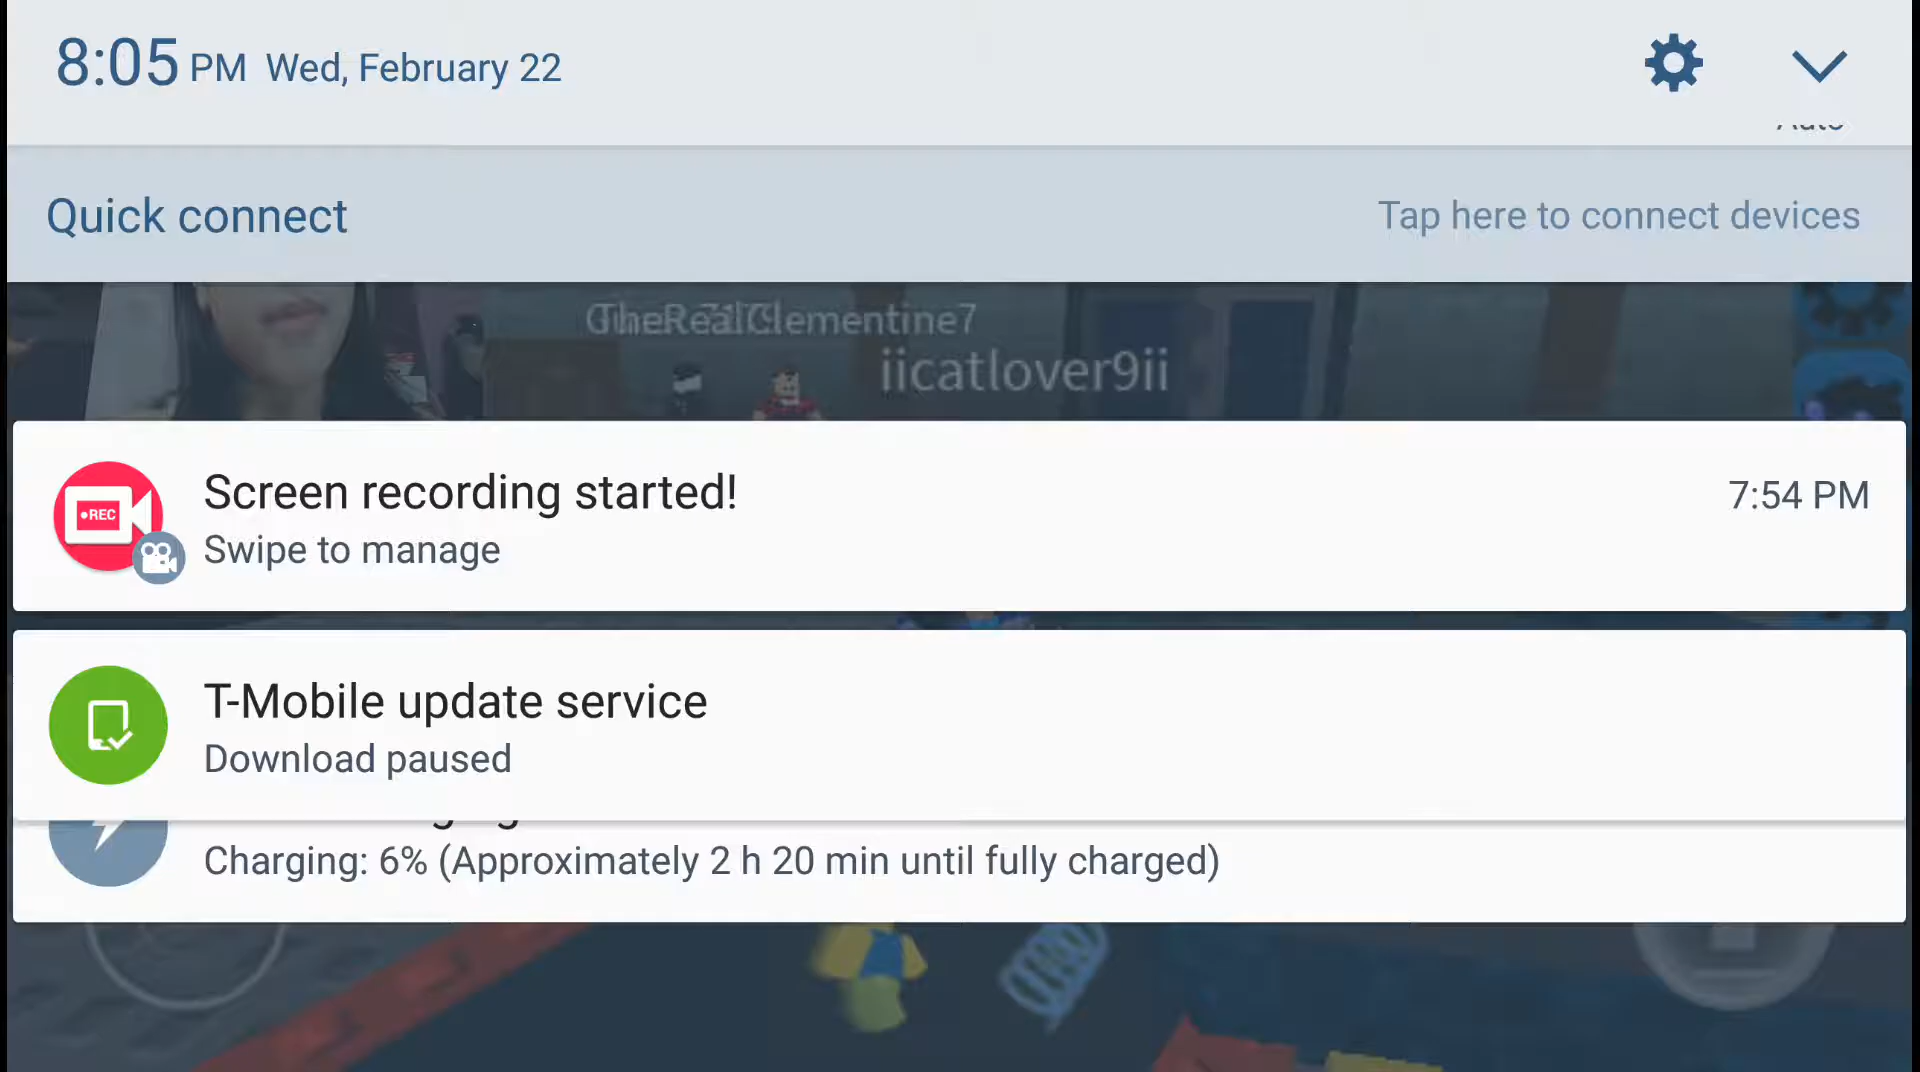 8:05 PM Wed, February 22
Quick connect
Tap here to connect devices
TheRealClementine7
iicatlover9ii
REC
Screen recording started!
7:54 PM
Swipe to manage
T-Mobile update service
Download paused
Charging: 6% (Approximately 2 h 20 min until fully charged)